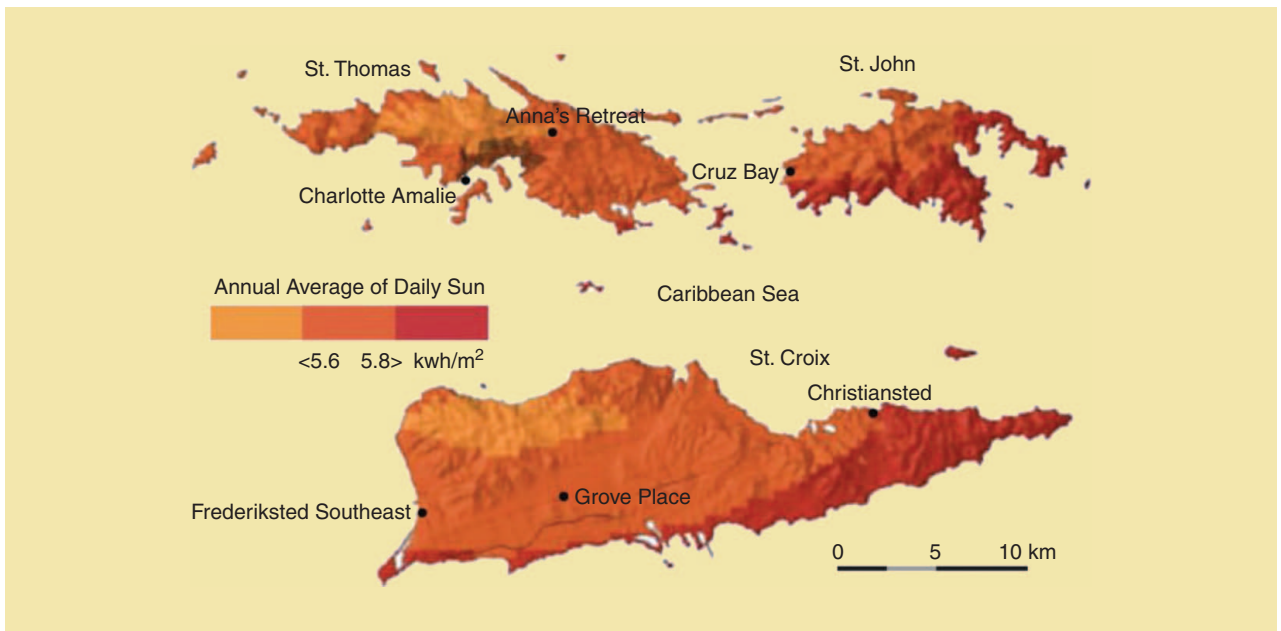 St. Thomas
St. John
Anna's Retreat
Cruz Bay
Charlotte Amalie
Annual Average of Daily Sun
Caribbean Sea
<5.6 5.8> kwh/m²
St. Croix
Christiansted
Grove Place
Frederiksted Southeast
0 5 10 km